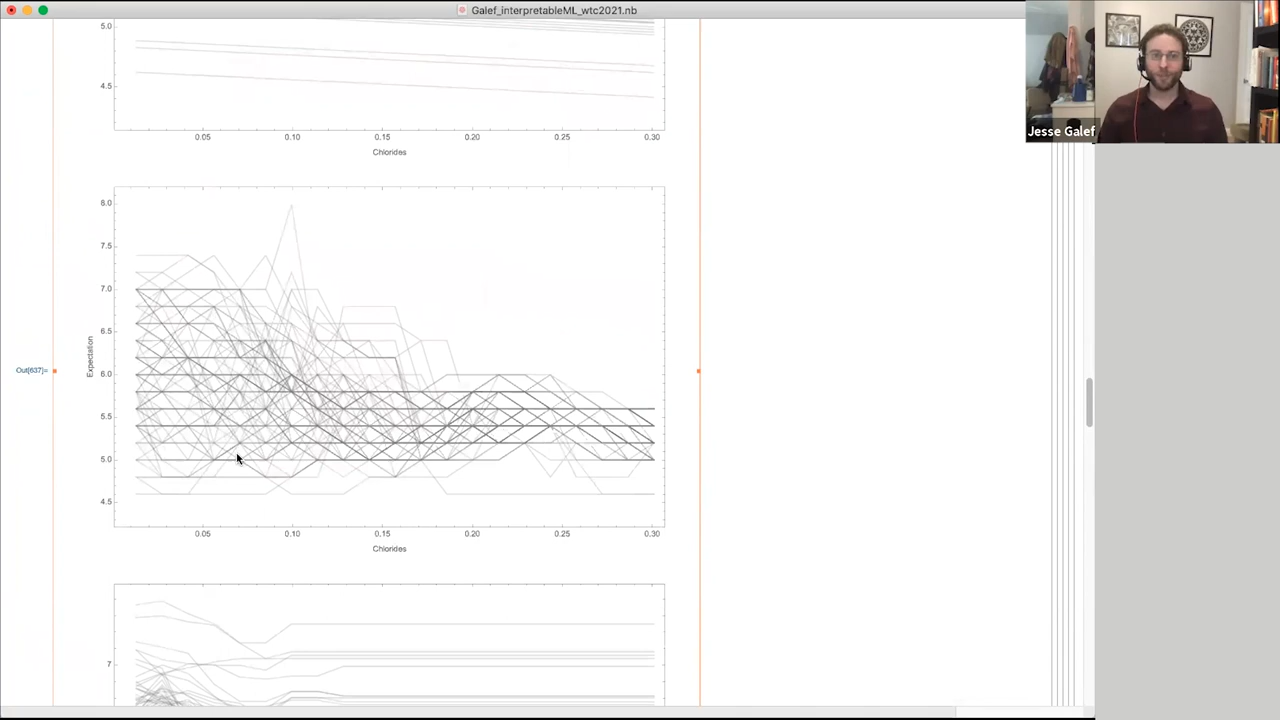 Galef_interpretableML_wtc2021.nb
Jesse Galef
5.0
4.5
0.05 0.10 0.15 0.20 0.25 0.30
Chlorides
8.0
7.5
7.0
6.5
6.0
5.5
5.0
4.5
Expectation
Out[637]=
0.05 0.10 0.15 0.20 0.25 0.30
Chlorides
7